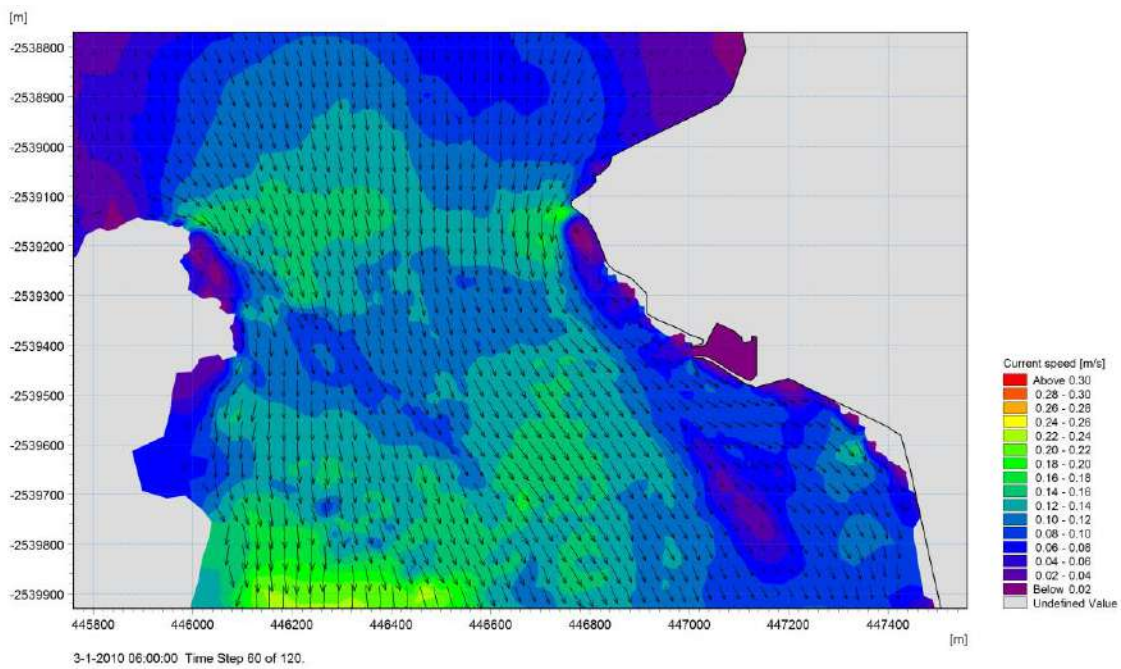 [m]
-2538800
-2538900
-2539000
-2539100
-2539200
-2539300
-2539400
-2539500
-2539600
-2539700
-2539800
-2539900
445800 446000 446200 446400 446600 446800 447000 447200 447400
[m]
Current speed [m/s]
Above 0.30
0.28 - 0.30
0.26 - 0.28
0.24 - 0.26
0.22 - 0.24
0.20 - 0.22
0.18 - 0.20
0.16 - 0.18
0.14 - 0.16
0.12 - 0.14
0.10 - 0.12
0.08 - 0.10
0.06 - 0.08
0.04 - 0.06
0.02 - 0.04
Below 0.02
Undefined Value
3-1-2010 06:00:00 Time Step 60 of 120.